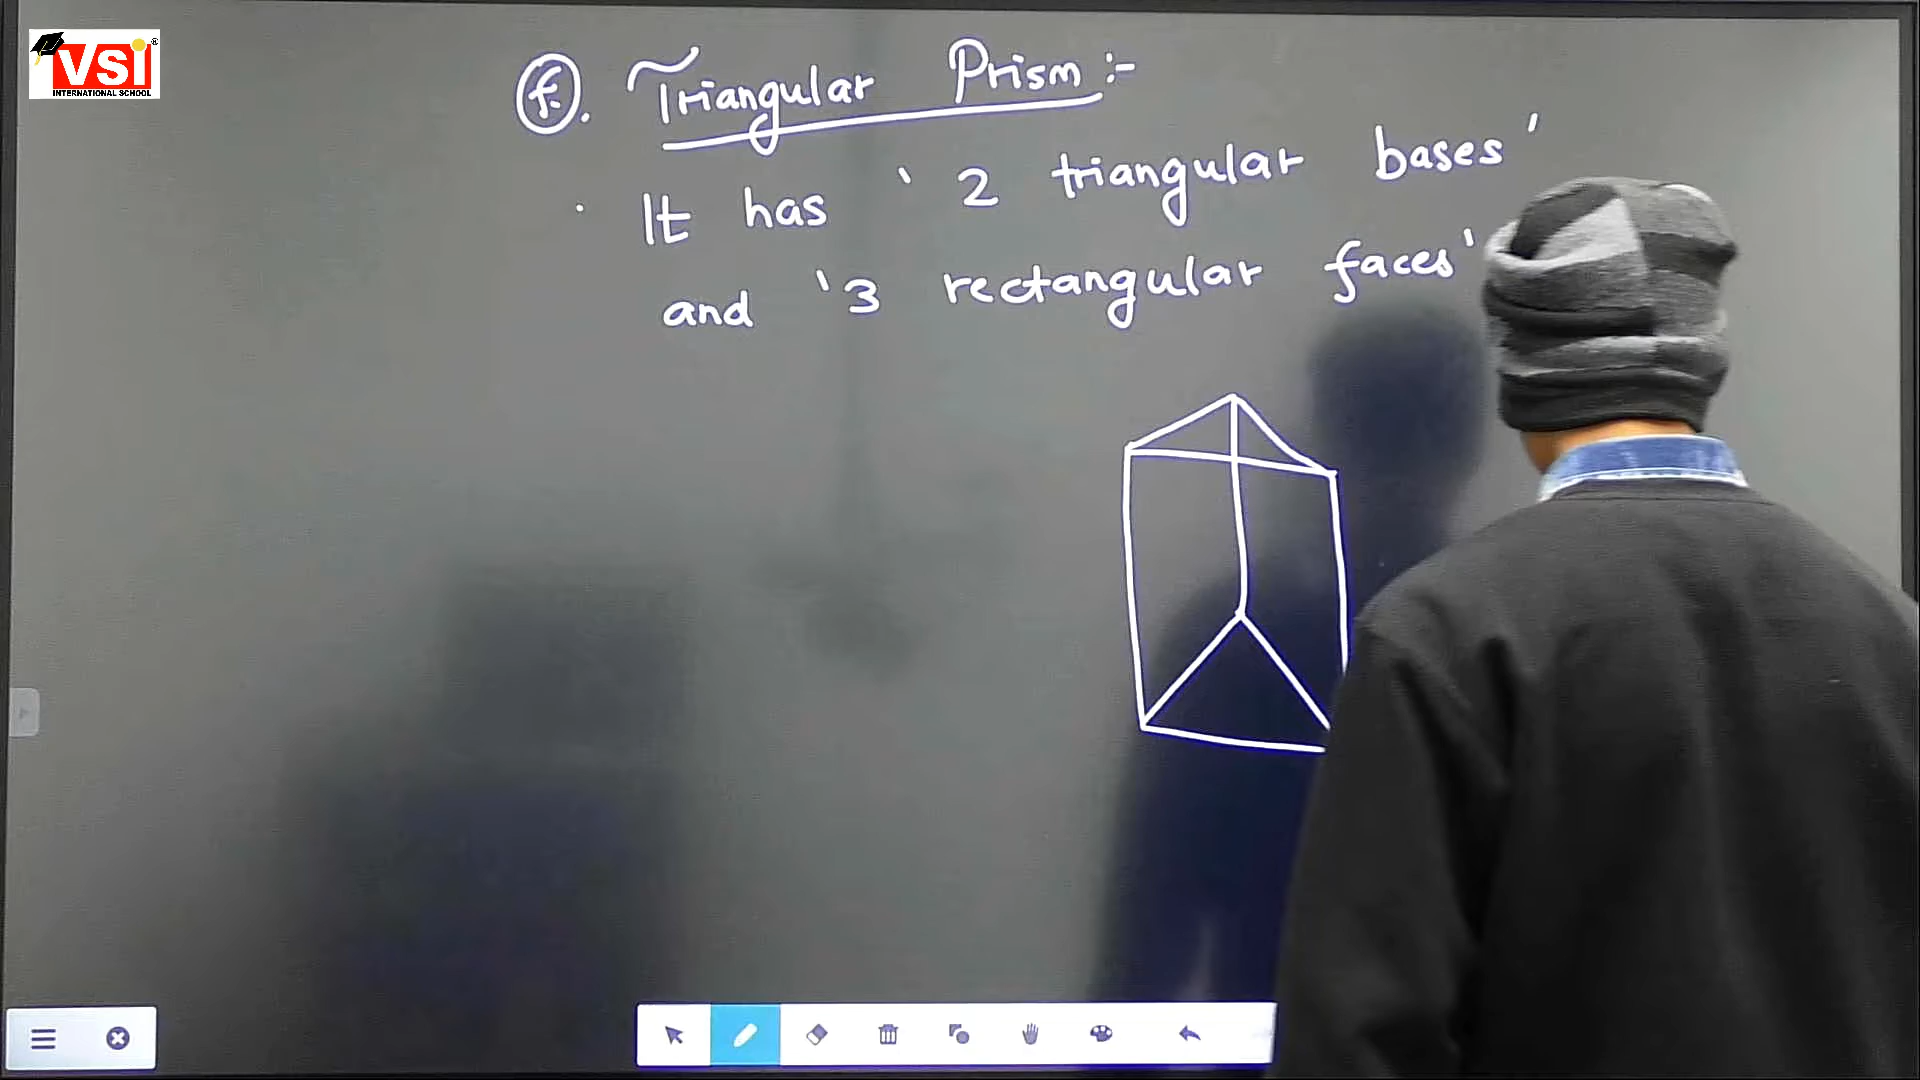 VSI
INTERNATIONAL SCHOOL
f. Triangular Prism :-
· It has ' 2 triangular bases '
and ' 3 rectangular faces '